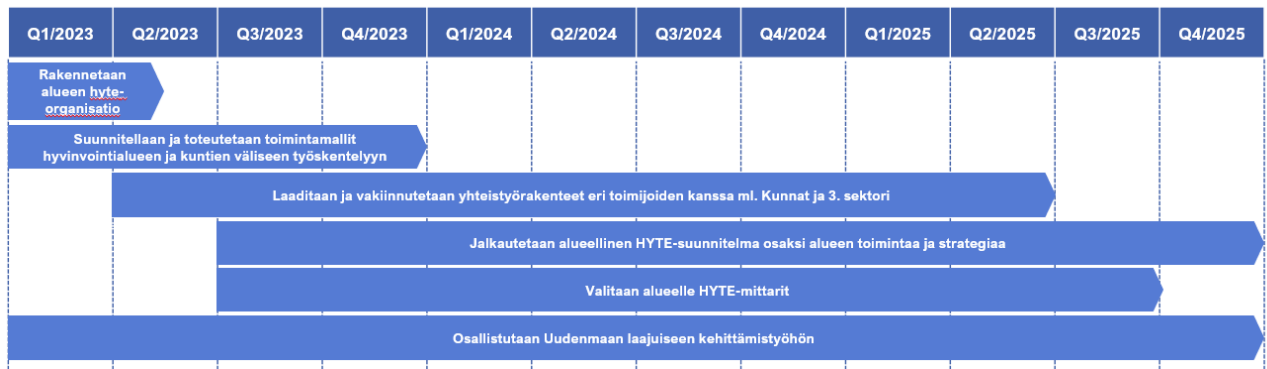 Q1/2023 Q2/2023 Q3/2023 Q4/2023 Q1/2024 Q2/2024 Q3/2024 Q4/2024 Q1/2025 Q2/2025 Q3/2025 Q4/2025
Rakennetaan
alueen hyte-
organisatio
Suunnitellaan ja toteutetaan toimintamallit
hyvinvointialueen ja kuntien väliseen työskentelyyn
Laaditaan ja vakiinnutetaan yhteistyörakenteet eri toimijoiden kanssa ml. Kunnat ja 3. sektori
Jalkautetaan alueellinen HYTE-suunnitelma osaksi alueen toimintaa ja strategiaa
Valitaan alueelle HYTE-mittarit
Osallistutaan Uudenmaan laajuiseen kehittämistyöhön